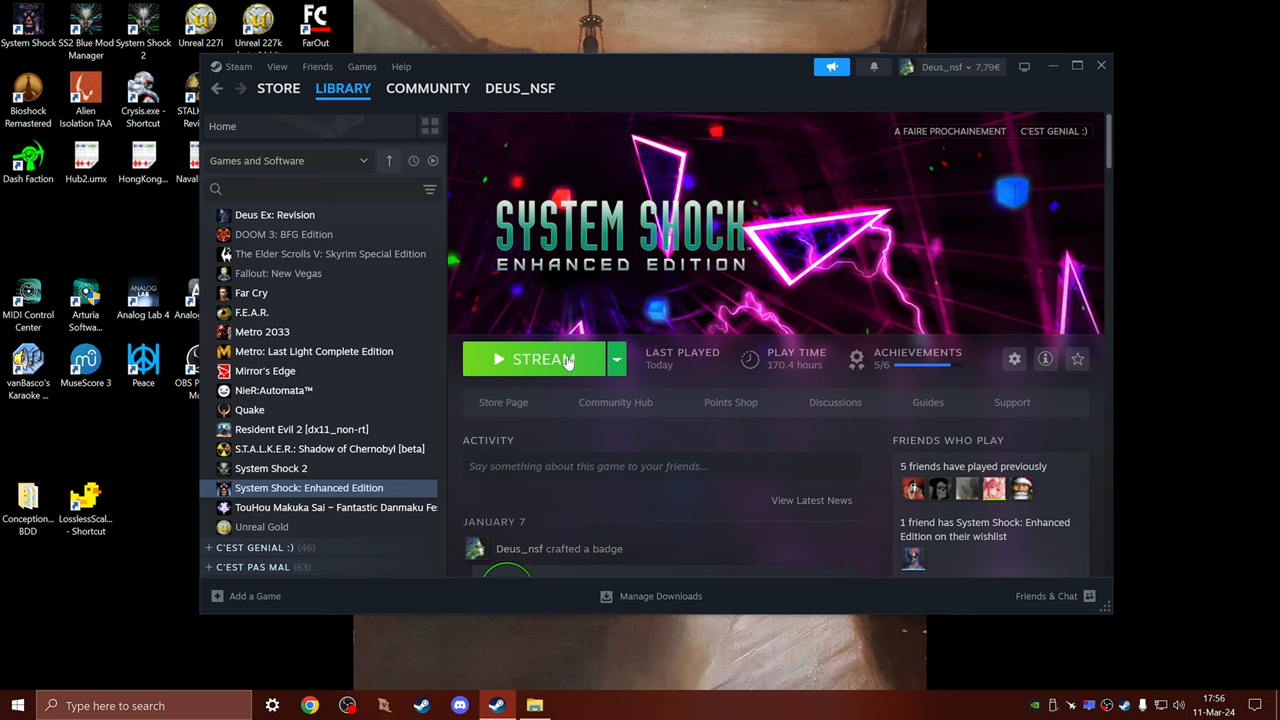 System Shock
SS2 Blue Mod
Manager
System Shock
2
Unreal 227i
Unreal 227k
FarOut
Bioshock
Remastered
Alien
Isolation TAA
Crysis.exe -
Shortcut
Dash Faction
Hub2.umx
MIDI Control
Center
Arturia
Softwa...
Analog Lab 4
vanBasco's
Karaoke ...
MuseScore 3
Peace
Conception...
BDD
LosslessScal...
- Shortcut
Steam
View
Friends
Games
Help
Deus_nsf
7,79€
STORE
LIBRARY
COMMUNITY
DEUS_NSF
Home
Games and Software
Deus Ex: Revision
DOOM 3: BFG Edition
The Elder Scrolls V: Skyrim Special Edition
Fallout: New Vegas
Far Cry
F.E.A.R.
Metro 2033
Metro: Last Light Complete Edition
Mirror's Edge
NieR:Automata™
Quake
Resident Evil 2 [dx11_non-rt]
S.T.A.L.K.E.R.: Shadow of Chernobyl [beta]
System Shock 2
System Shock: Enhanced Edition
TouHou Makuka Sai ~ Fantastic Danmaku Fes
Unreal Gold
+ C'EST GENIAL :) (46)
+ C'EST PAS MAL (63)
A FAIRE PROCHAINEMENT
C'EST GENIAL :)
SYSTEM SHOCK
ENHANCED EDITION
STREAM
LAST PLAYED
Today
PLAY TIME
170.4 hours
ACHIEVEMENTS
5/6
Store Page
Community Hub
Points Shop
Discussions
Guides
Support
ACTIVITY
Say something about this game to your friends...
View Latest News
JANUARY 7
Deus_nsf crafted a badge
FRIENDS WHO PLAY
5 friends have played previously
1 friend has System Shock: Enhanced
Edition on their wishlist
Add a Game
Manage Downloads
Friends & Chat
Type here to search
17:56
11-Mar-24